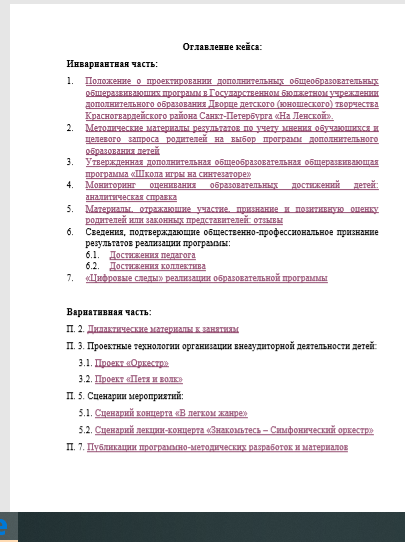 Оглавление кейса:
Инвариантная часть:
1. Положение о проектировании дополнительных общеобразовательных
общеразвивающих программ в Государственном бюджетном учреждении
дополнительного образования Дворце детского (юношеского) творчества
Красногвардейского района Санкт-Петербурга «На Ленской».
2. Методические материалы результатов по учету мнения обучающихся и
целевого запроса родителей на выбор программ дополнительного
образования детей
3. Утвержденная дополнительная общеобразовательная общеразвивающая
программа «Школа игры на синтезаторе»
4. Мониторинг оценивания образовательных достижений детей:
аналитическая справка
5. Материалы, отражающие участие, признание и позитивную оценку
родителей или законных представителей: отзывы
6. Сведения, подтверждающие общественно-профессиональное признание
результатов реализации программы:
6.1. Достижения педагога
6.2. Достижения коллектива
7. «Цифровые следы» реализации образовательной программы
Вариативная часть:
П. 2. Дидактические материалы к занятиям
П. 3. Проектные технологии организации внеаудиторной деятельности детей:
3.1. Проект «Оркестр»
3.2. Проект «Петя и волк»
П. 5. Сценарии мероприятий:
5.1. Сценарий концерта «В легком жанре»
5.2. Сценарий лекции-концерта «Знакомьтесь – Симфонический оркестр»
П. 7. Публикации программно-методических разработок и материалов